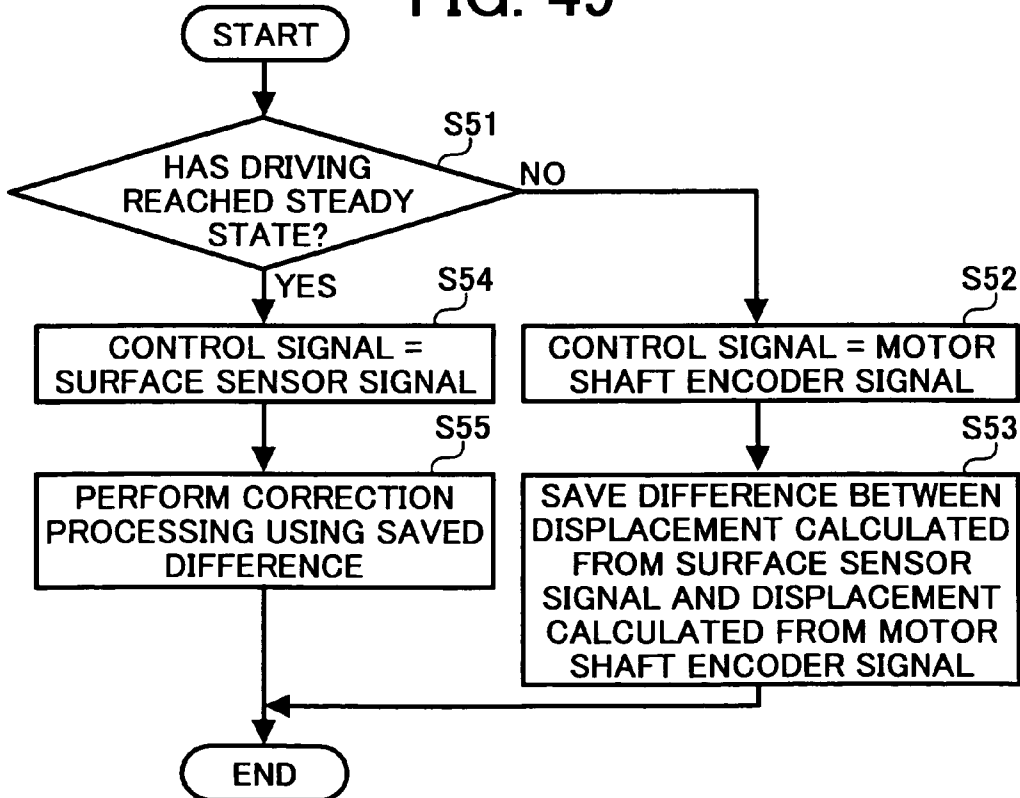 FIG. 49
START
S51
HAS DRIVING
REACHED STEADY
STATE?
NO
YES
S54
CONTROL SIGNAL =
SURFACE SENSOR SIGNAL
S52
CONTROL SIGNAL = MOTOR
SHAFT ENCODER SIGNAL
S55
PERFORM CORRECTION
PROCESSING USING SAVED
DIFFERENCE
S53
SAVE DIFFERENCE BETWEEN
DISPLACEMENT CALCULATED
FROM SURFACE SENSOR
SIGNAL AND DISPLACEMENT
CALCULATED FROM MOTOR
SHAFT ENCODER SIGNAL
END